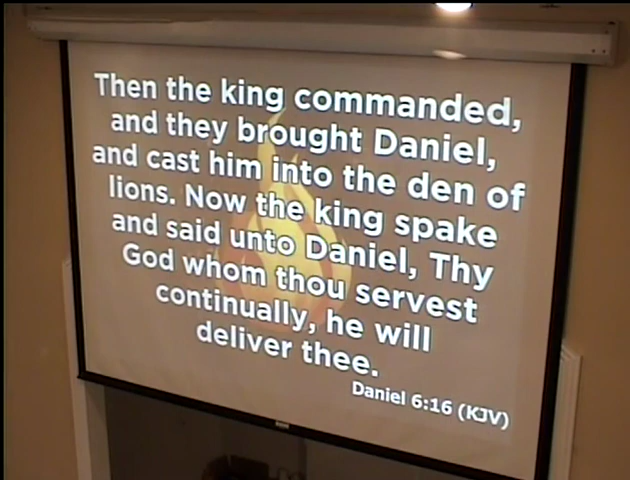 Then the king commanded,
and they brought Daniel,
and cast him into the den of
lions. Now the king spake
and said unto Daniel, Thy
God whom thou servest
continually, he will
deliver thee.
Daniel 6:16 (KJV)